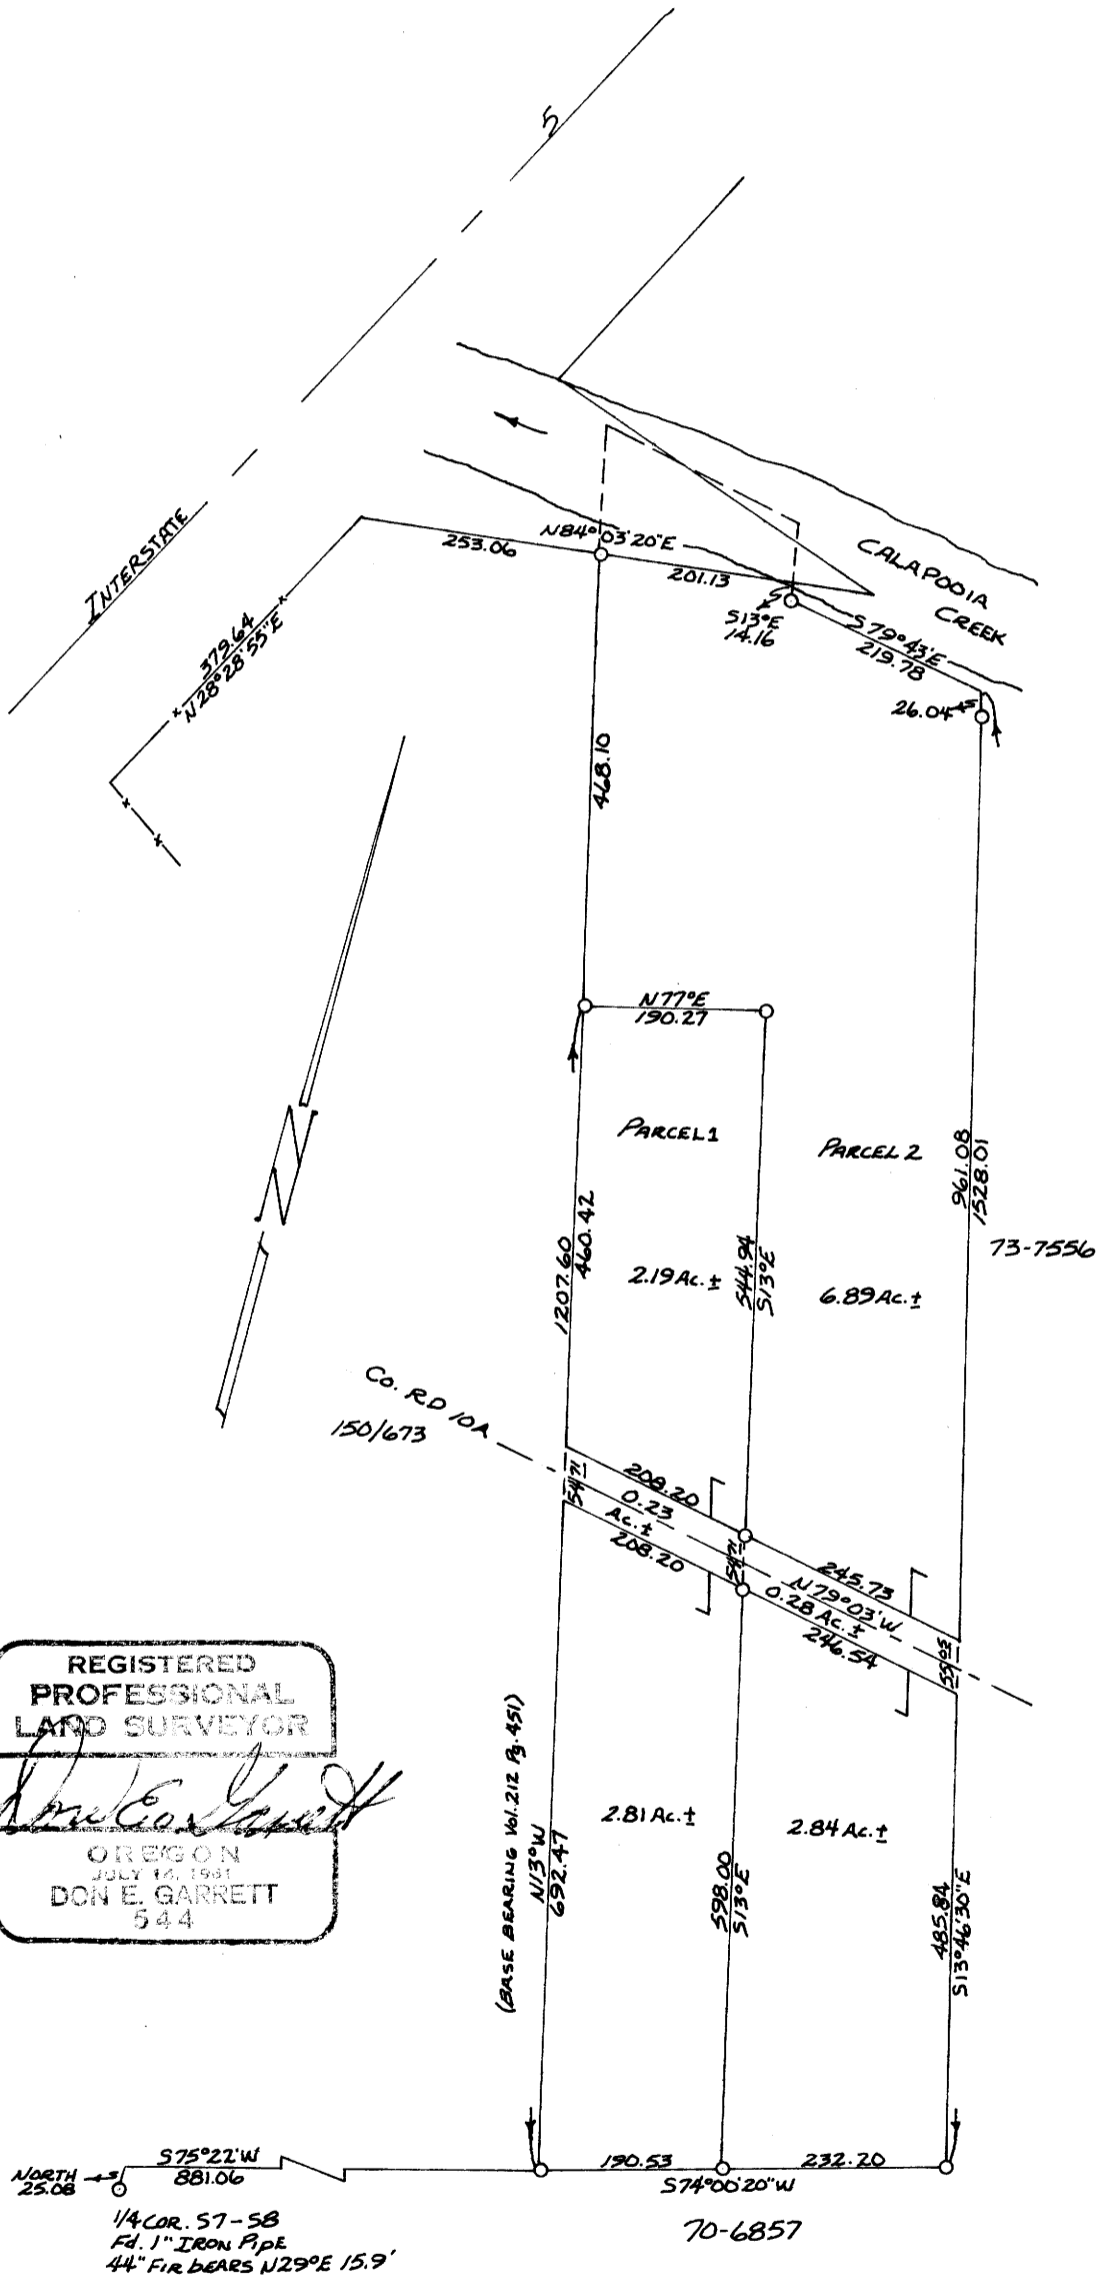 5
INTERSTATE
N84°03'20"E
253.06
201.13
CALAPOOIA
CREEK
S13°E
14.16
S79°43'E
219.78
26.04
379.64
N28°28'55"E
468.10
N77°E
190.27
PARCEL 1
PARCEL 2
961.08
1528.01
73-7556
1207.60
460.42
2.19 Ac.±
544.94
S13°E
6.89 Ac.±
N
Co. RD 10A
150/673
208.20
54.71
0.23
Ac.±
208.20
54.71
245.73
N79°03'W
0.28 Ac.±
246.54
55.05
REGISTERED
PROFESSIONAL
LAND SURVEYOR
Don E. Garrett
OREGON
JULY 14, 1961
DON E. GARRETT
544
(BASE BEARING Vol. 212 Pg. 451)
N13°W
692.47
2.81 Ac.±
598.00
S13°E
2.84 Ac.±
485.84
S13°46'30"E
NORTH
25.08
S75°22'W
881.06
190.53
232.20
S74°00'20"W
1/4 COR. S7-S8
Fd. 1" IRON PIPE
44" FIR bEARS N29°E 15.9'
70-6857